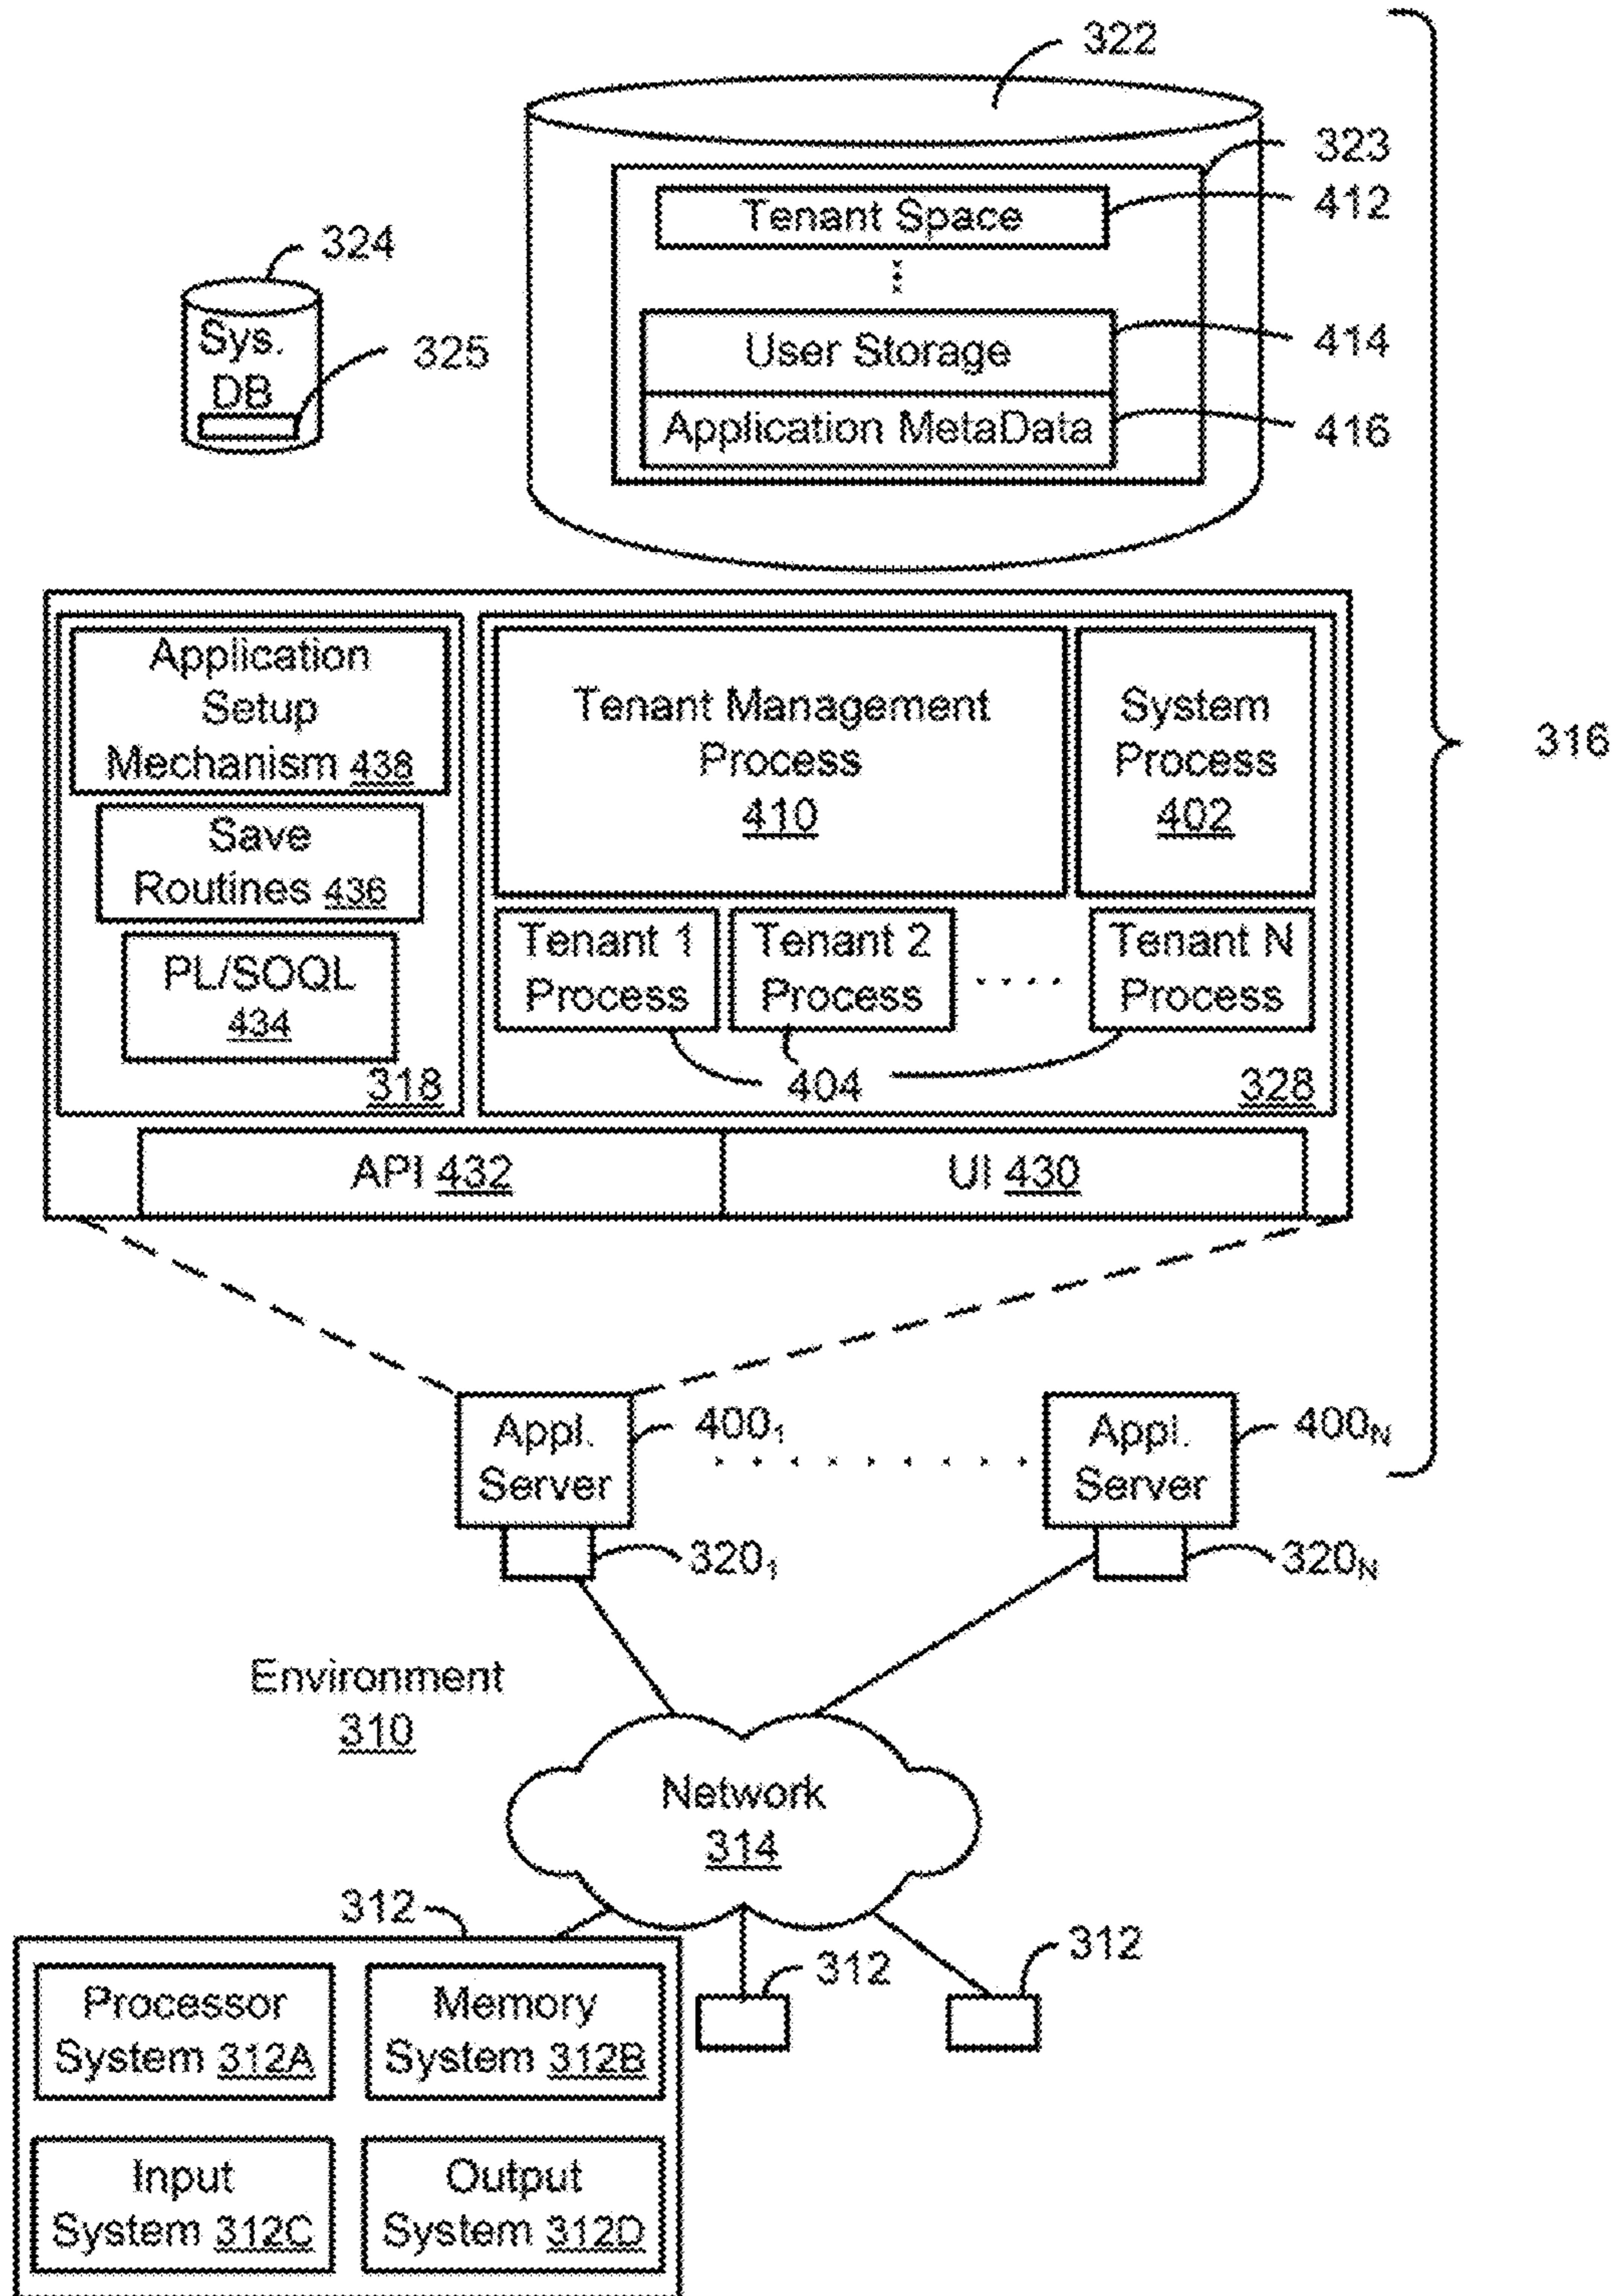 322
323
Tenant Space
412
324
Sys.
DB
325
User Storage
414
Application MetaData
416
Application
Setup
Mechanism 438
Save
Routines 436
PL/SOQL
434
318
Tenant Management
Process
410
System
Process
402
Tenant 1
Process
Tenant 2
Process
Tenant N
Process
404
328
316
API 432
UI 430
Appl.
Server
400₁
Appl.
Server
400N
320₁
320N
Environment
310
Network
314
312
312
312
Processor
System 312A
Memory
System 312B
Input
System 312C
Output
System 312D